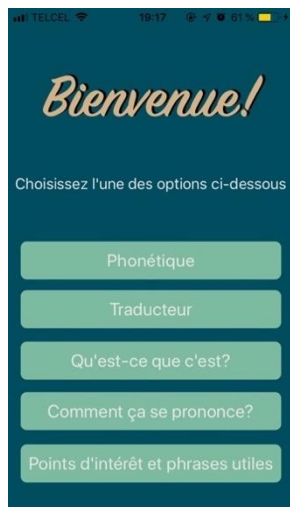 TELCEL 19:17 61%
Bienvenue!
Choisissez l'une des options ci-dessous
Phonétique
Traducteur
Qu'est-ce que c'est?
Comment ça se prononce?
Points d'intérêt et phrases utiles